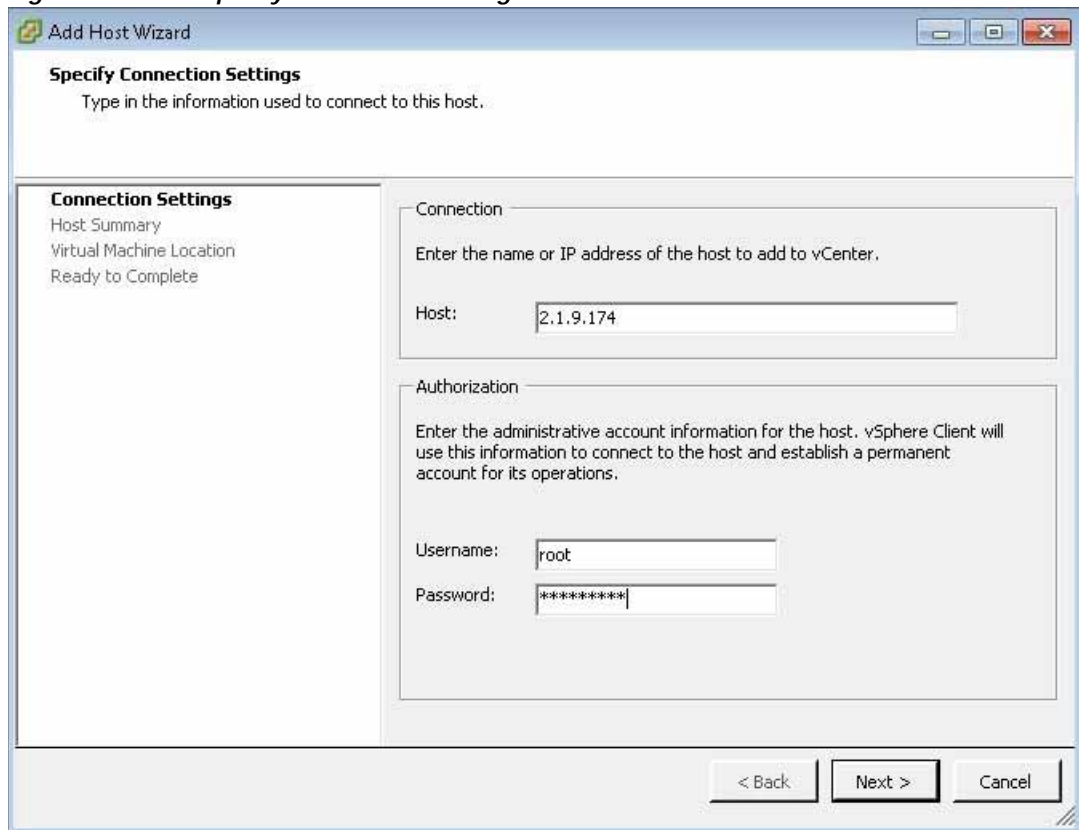 Add Host Wizard
Specify Connection Settings
Type in the information used to connect to this host.
Connection Settings
Host Summary
Virtual Machine Location
Ready to Complete
Connection
Enter the name or IP address of the host to add to vCenter.
Host: 2.1.9.174
Authorization
Enter the administrative account information for the host. vSphere Client will
use this information to connect to the host and establish a permanent
account for its operations.
Username: root
Password: *********
< Back Next > Cancel